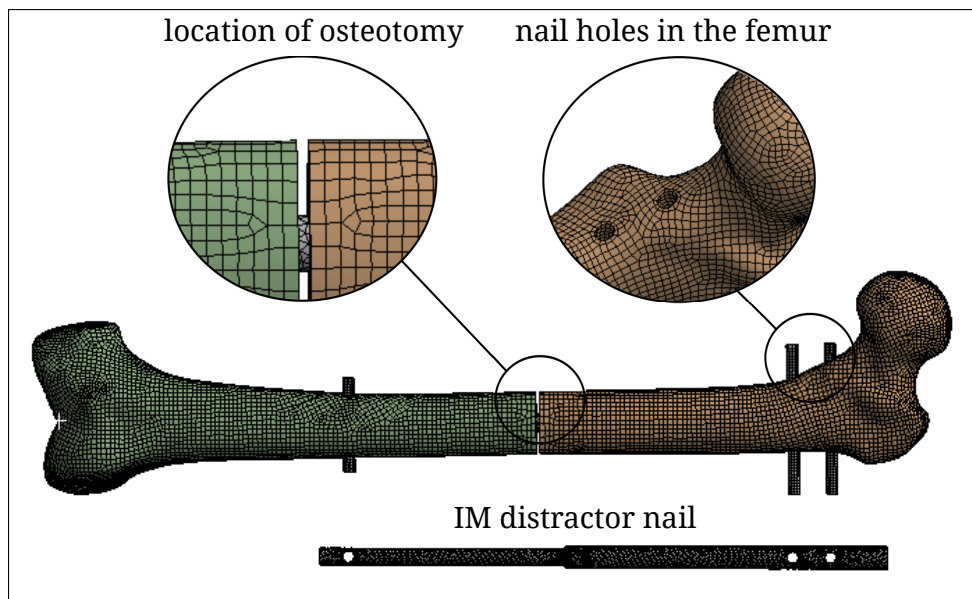 location of osteotomy
nail holes in the femur
IM distractor nail